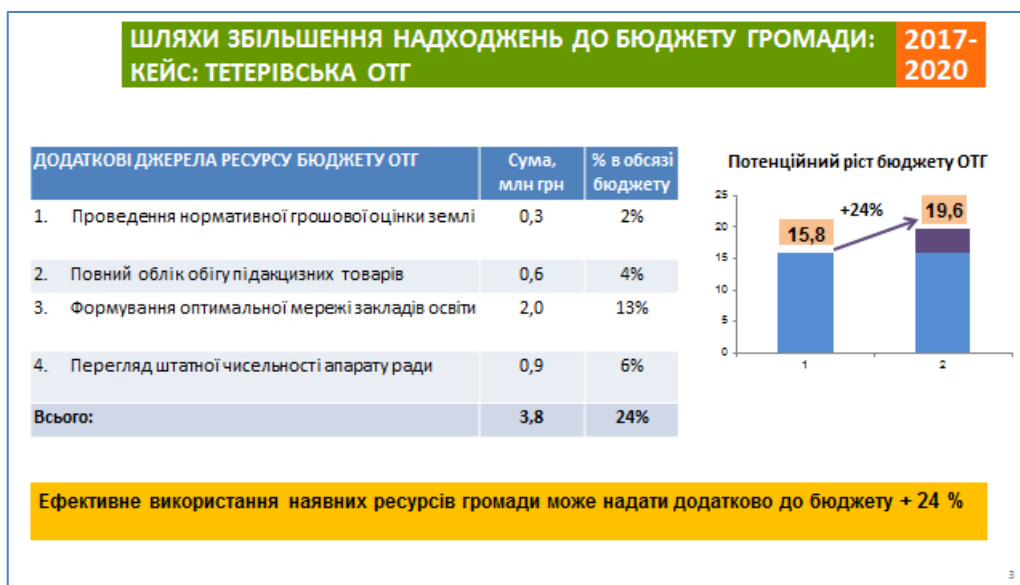 ШЛЯХИ ЗБІЛЬШЕННЯ НАДХОДЖЕНЬ ДО БЮДЖЕТУ ГРОМАДИ:
КЕЙС: ТЕТЕРІВСЬКА ОТГ
2017-
2020
ДОДАТКОВІ ДЖЕРЕЛА РЕСУРСУ БЮДЖЕТУ ОТГ
Сума,
млн грн
% в обсязі
бюджету
1. Проведення нормативної грошової оцінки землі 0,3 2%
2. Повний облік обігу підакцизних товарів 0,6 4%
3. Формування оптимальної мережі закладів освіти 2,0 13%
4. Перегляд штатної чисельності апарату ради 0,9 6%
Всього: 3,8 24%
Потенційний ріст бюджету ОТГ
25
20
15
10
5
0
15,8
+24%
19,6
1 2
Ефективне використання наявних ресурсів громади може надати додатково до бюджету + 24 %
3